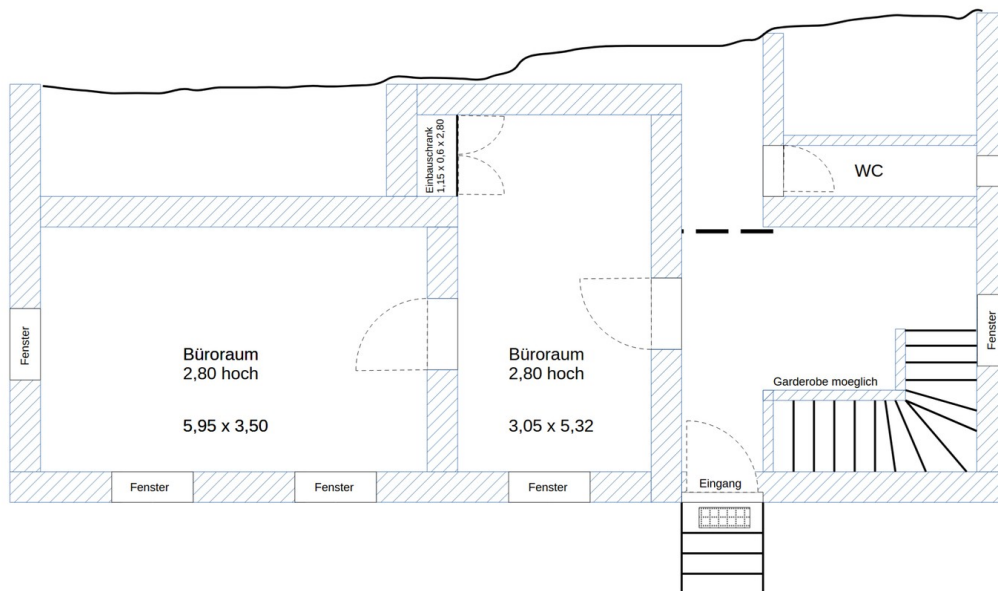 Einbauschrank
1,15 x 0,6 x 2,80
WC
Fenster
Büroraum
2,80 hoch
5,95 x 3,50
Büroraum
2,80 hoch
3,05 x 5,32
Fenster
Garderobe moeglich
Fenster
Fenster
Fenster
Eingang